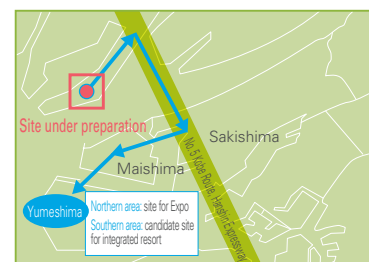 Site under preparation
Sakishima
No. 5 Kobe Route, Hanshin Expressway
Maishima
Yumeshima
Northern area: site for Expo
Southern area: candidate site
for integrated resort